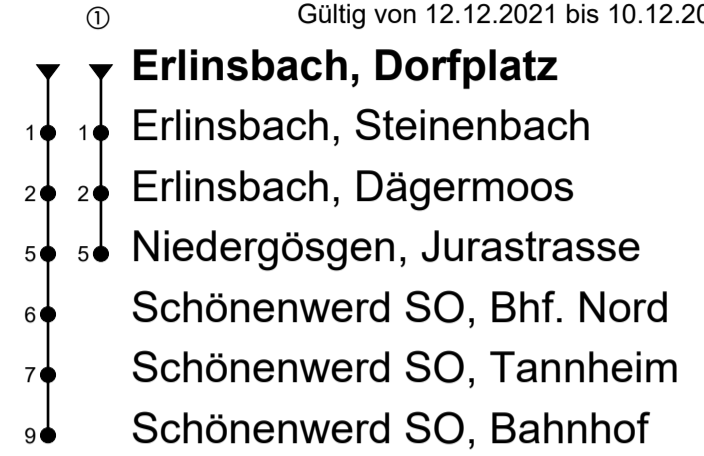 ① Gültig von 12.12.2021 bis 10.12.20
Erlinsbach, Dorfplatz
1 1 Erlinsbach, Steinenbach
2 2 Erlinsbach, Dägermoos
5 5 Niedergösgen, Jurastrasse
6 Schönenwerd SO, Bhf. Nord
7 Schönenwerd SO, Tannheim
9 Schönenwerd SO, Bahnhof